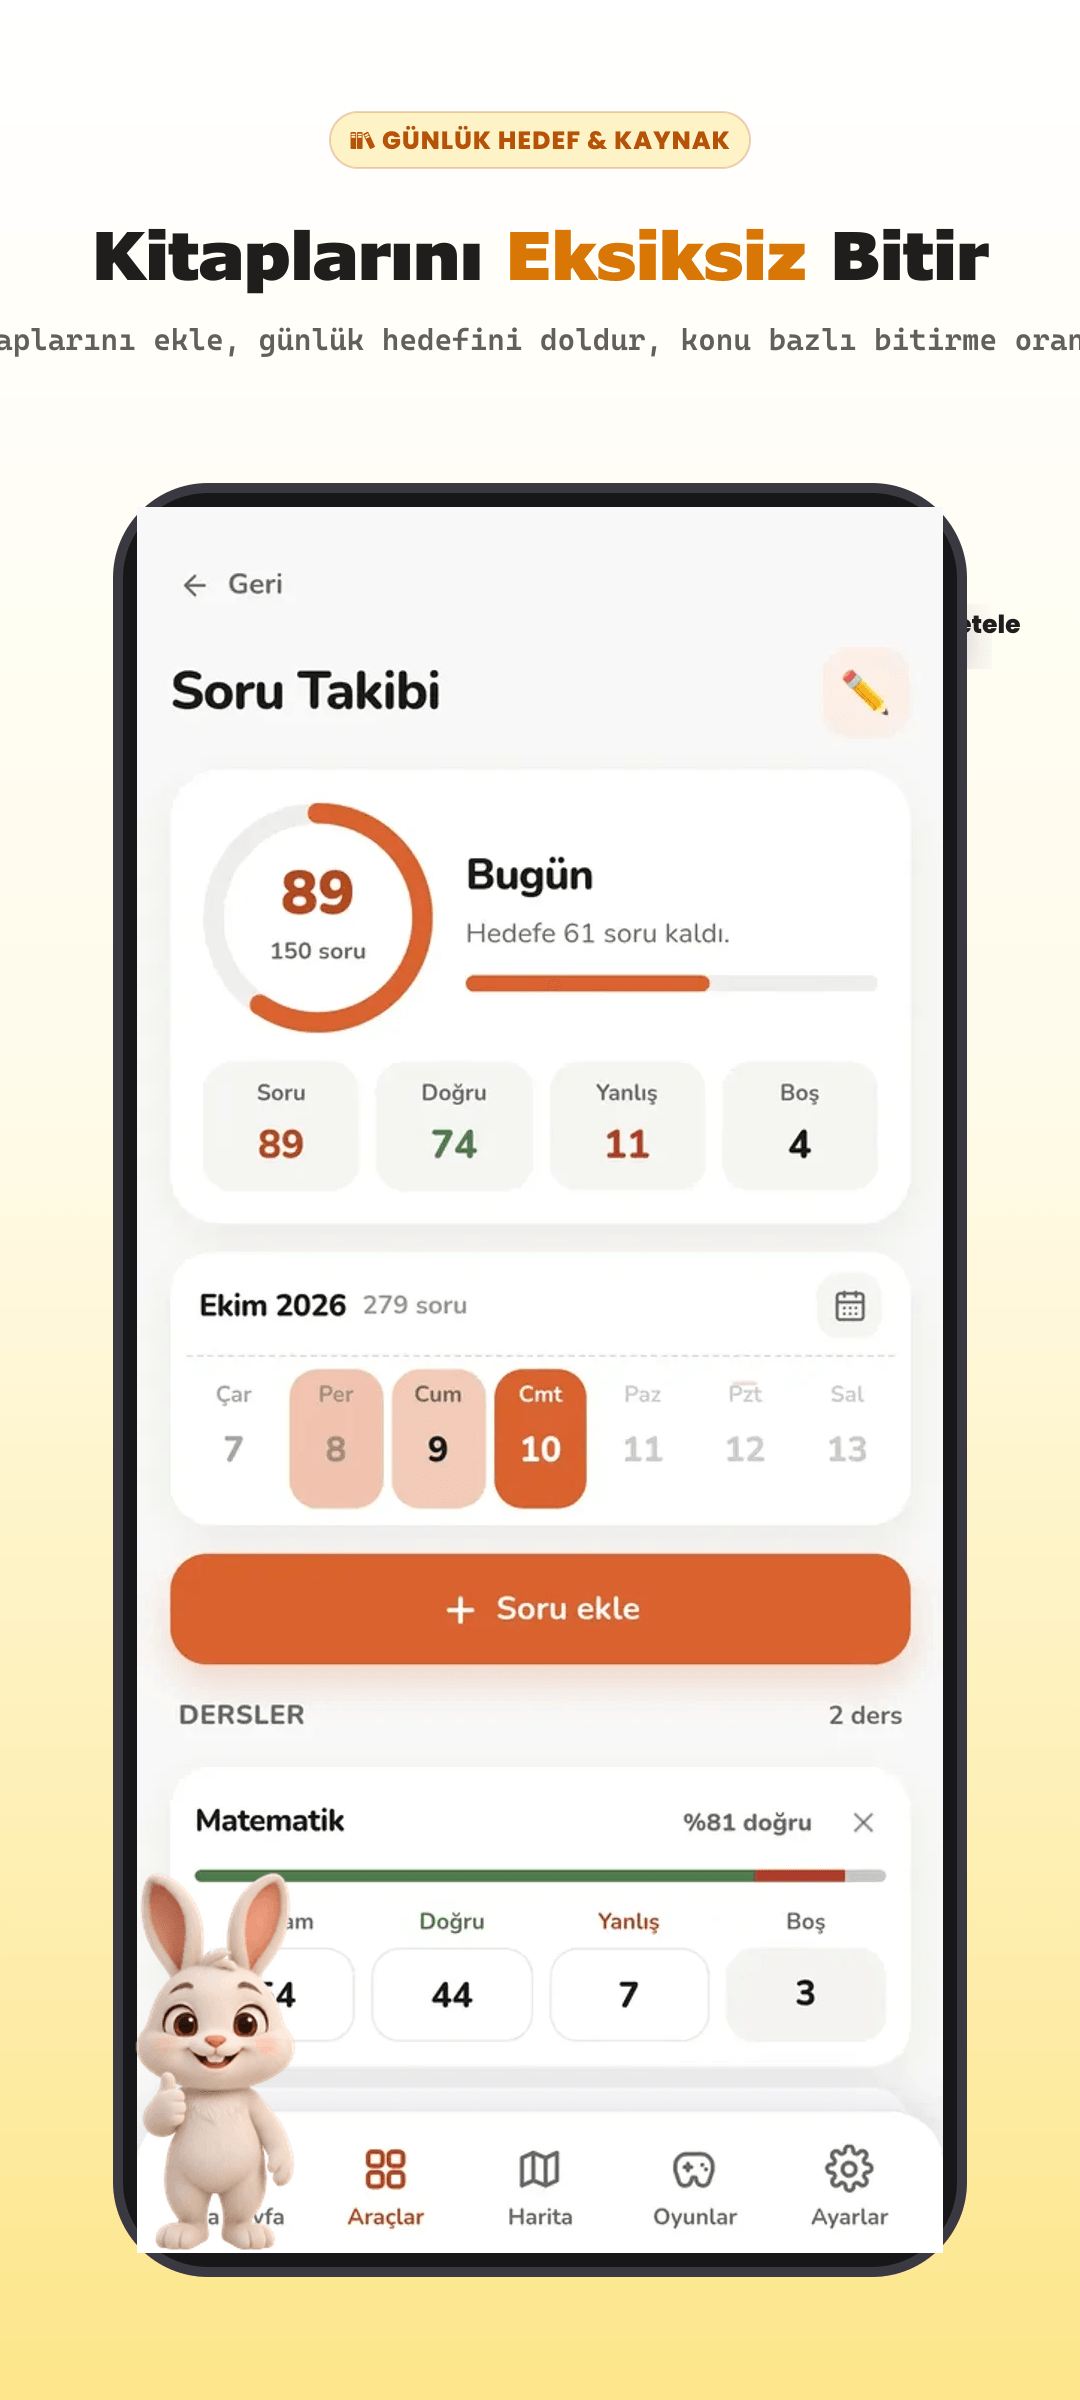 GÜNLÜK HEDEF & KAYNAK
Kitaplarını Eksiksiz Bitir
aplarını ekle, günlük hedefini doldur, konu bazlı bitirme oran
Geri
etele
Soru Takibi
89
150 soru
Bugün
Hedefe 61 soru kaldı.
Soru Doğru Yanlış Boş
89 74 11 4
Ekim 2026 279 soru
Çar Per Cum Cmt Paz Pzt Sal
7 8 9 10 11 12 13
+ Soru ekle
DERSLER 2 ders
Matematik %81 doğru
am Doğru Yanlış Boş
4 44 7 3
Araçlar Harita Oyunlar Ayarlar